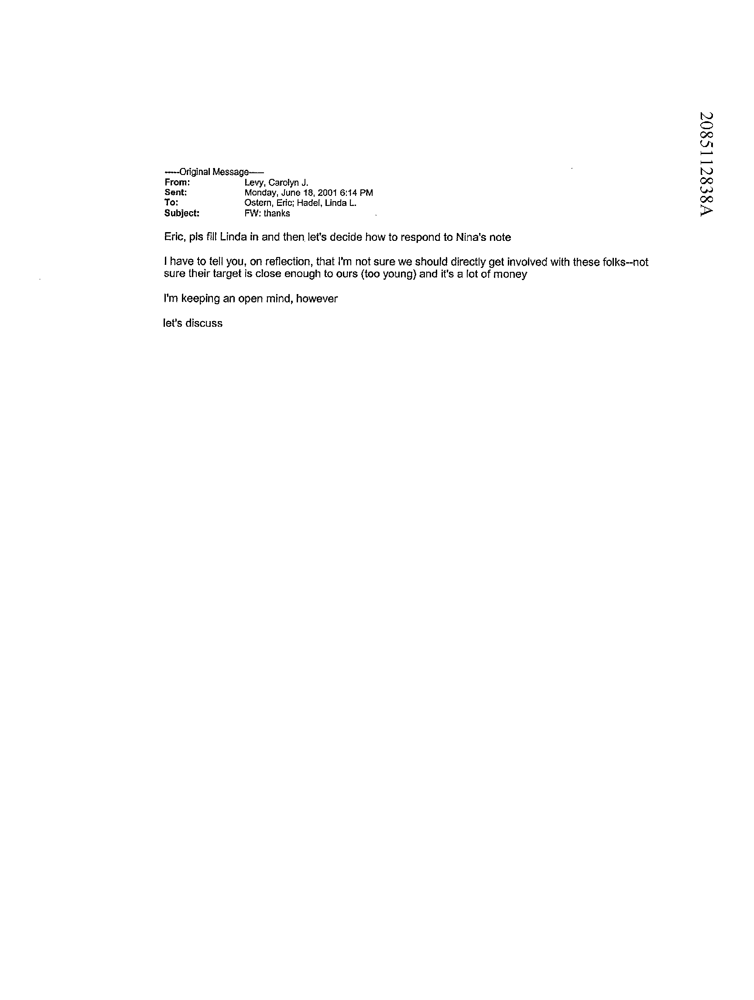 -----Original Message-----
From: Levy, Carolyn J.
Sent: Monday, June 18, 2001 6:14 PM
To: Ostern, Eric; Hadel, Linda L.
Subject: FW: thanks
Eric, pls fill Linda in and then let's decide how to respond to Nina's note
I have to tell you, on reflection, that I'm not sure we should directly get involved with these folks--not
sure their target is close enough to ours (too young) and it's a lot of money
I'm keeping an open mind, however
let's discuss
2085112838A